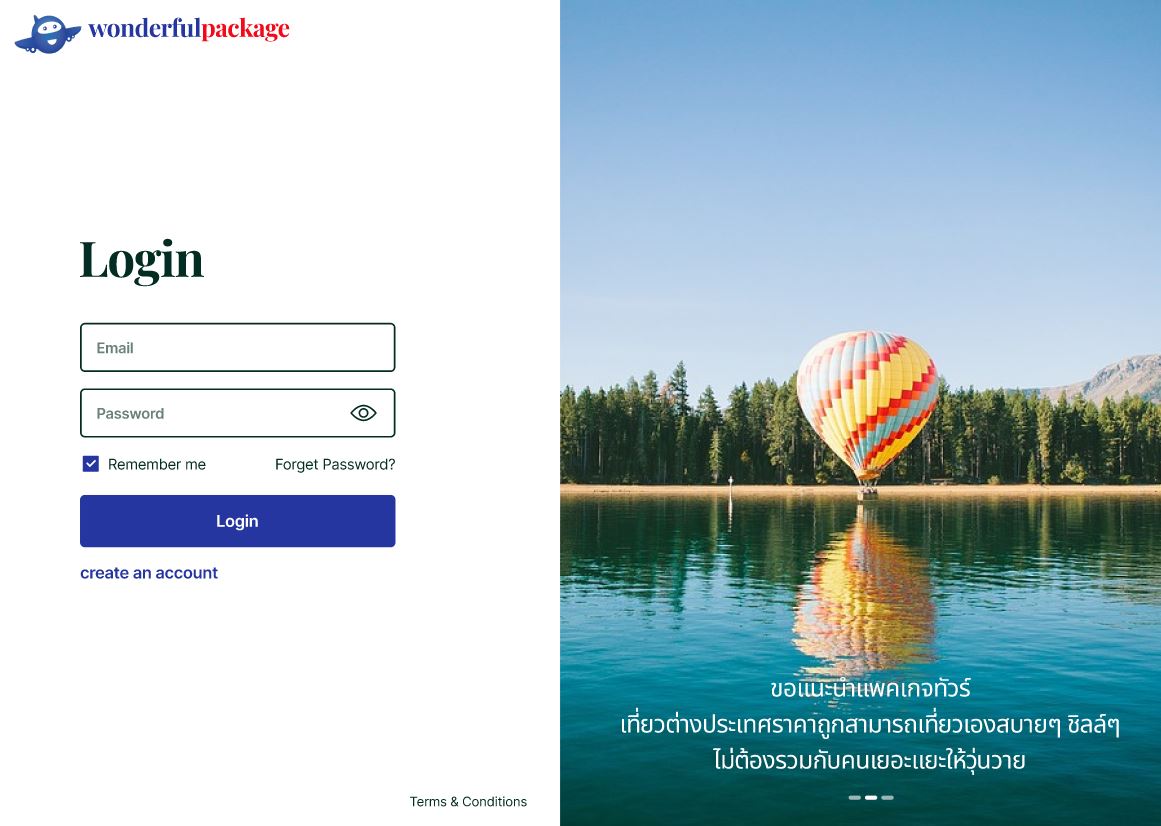 wonderfulpackage
Login
Email
Password
Remember me
Forget Password?
Login
create an account
Terms & Conditions
ขอแนะนำแพคเกจทัวร์
เที่ยวต่างประเทศราคาถูกสามารถเที่ยวเองสบายๆ ชิลล์ๆ
ไม่ต้องรวมกับคนเยอะแยะให้วุ่นวาย